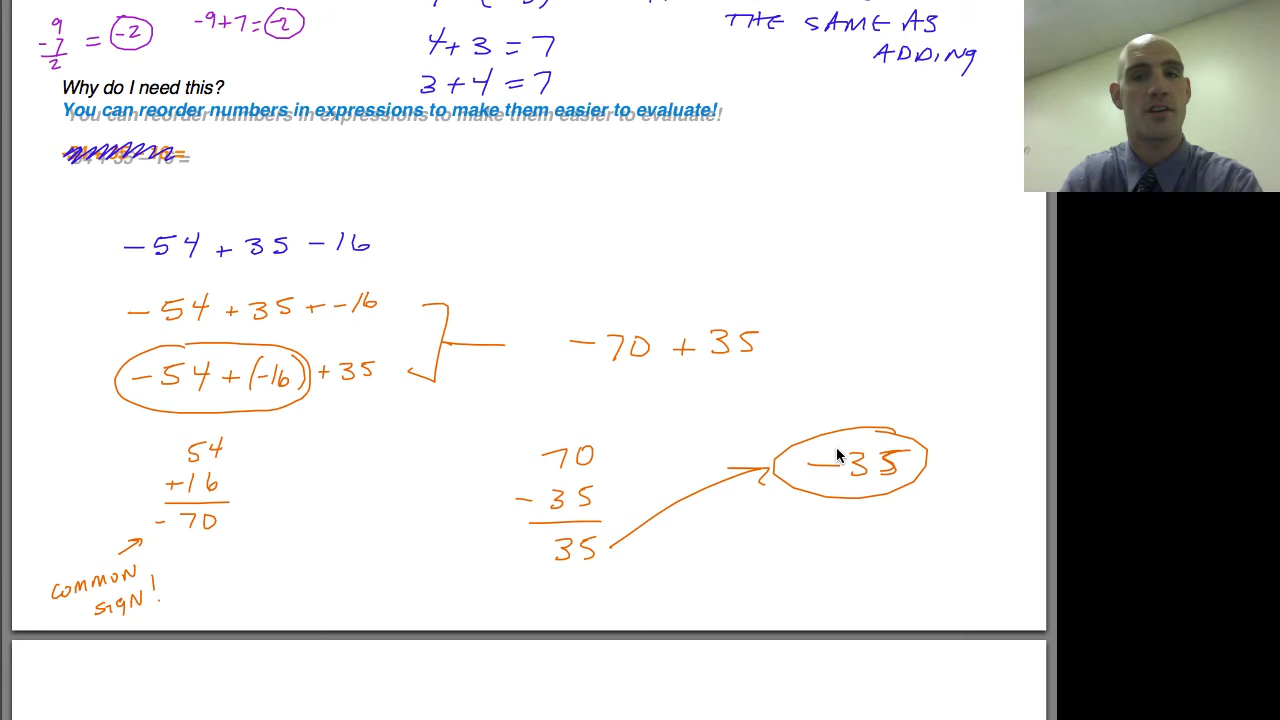 9
-7 = -2
2
-9+7=-2
4+3=7
3+4=7
THE SAME AS
ADDING
Why do I need this?
You can reorder numbers in expressions to make them easier to evaluate!
-54+35-16
-54+35+-16
-54+(-16)+35
-70+35
54
+16
-70
COMMON
SIGN!
70
-35
35
-35